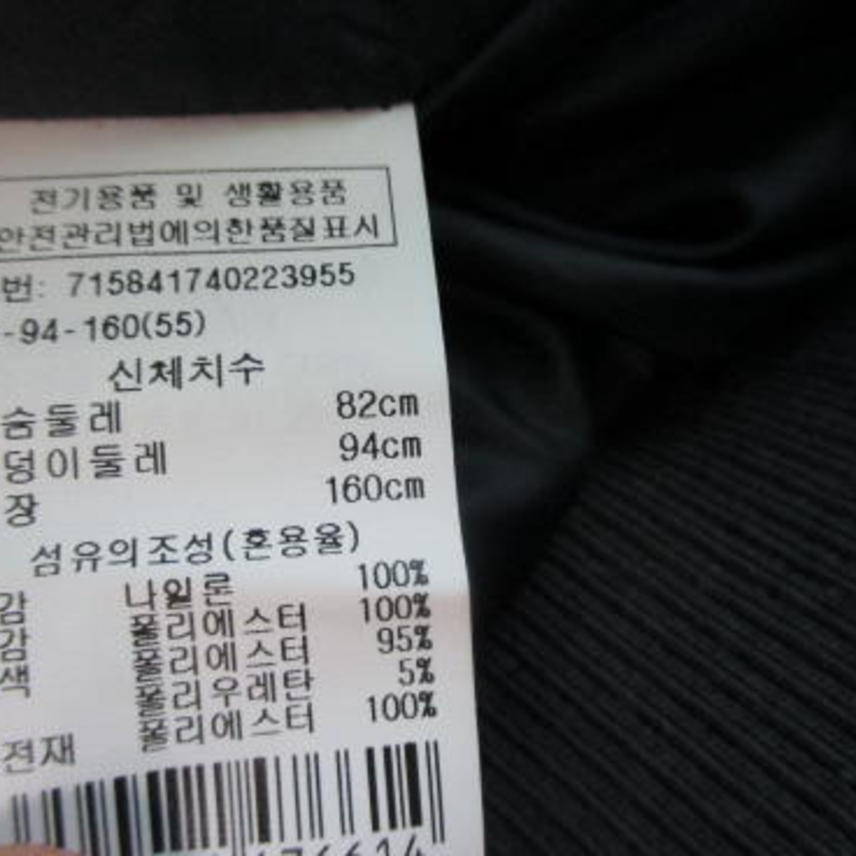 전기용품 및 생활용품
안전관리법에의한품질표시
번: 715841740223955
-94-160(55)
신체치수
슴둘레 82cm
덩이둘레 94cm
장 160cm
섬유의조성(혼용율)
감 나일론 100%
감 폴리에스터 100%
색 폴리에스터 95%
폴리우레탄 5%
전재 폴리에스터 100%